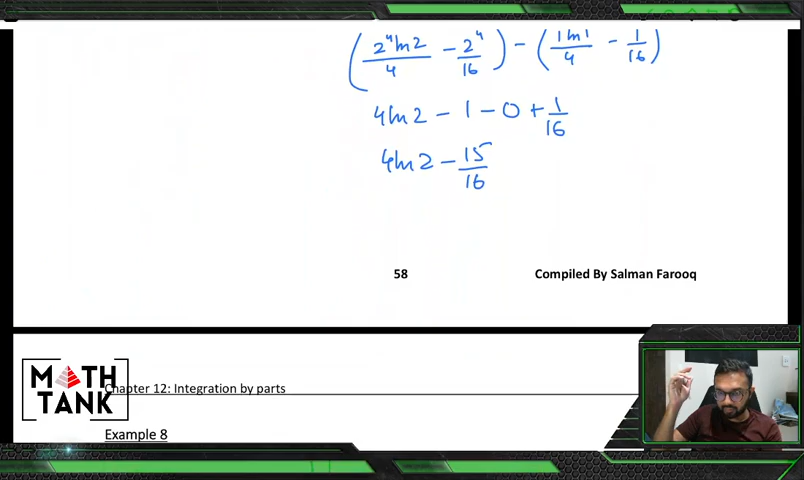 (2⁴ln2/4 − 2⁴/16) − (1ln1/4 − 1/16)
4ln2 − 1 − 0 + 1/16
4ln2 − 15/16
58 Compiled By Salman Farooq
MATH
TANK
Chapter 12: Integration by parts
Example 8